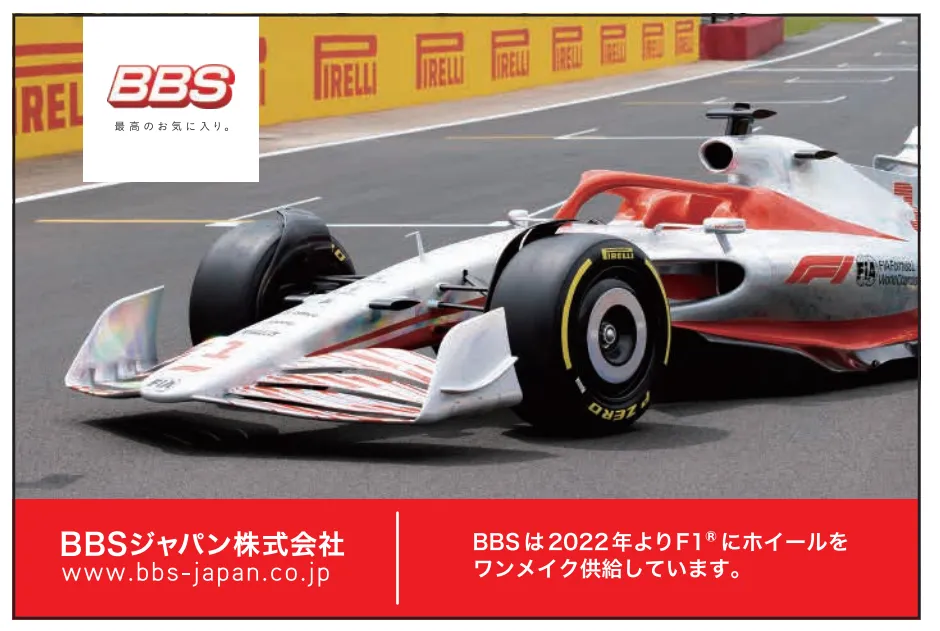 BBS
最高のお気に入り。
PIRELLI
PIRELLI
PIRELLI
PIRELLI
PIRELLI
PIRELLI
PIRELLI
PIRELLI
P ZERO
1
FIA
F1
FIA
BBSジャパン株式会社
www.bbs-japan.co.jp
BBSは2022年よりF1®にホイールを
ワンメイク供給しています。